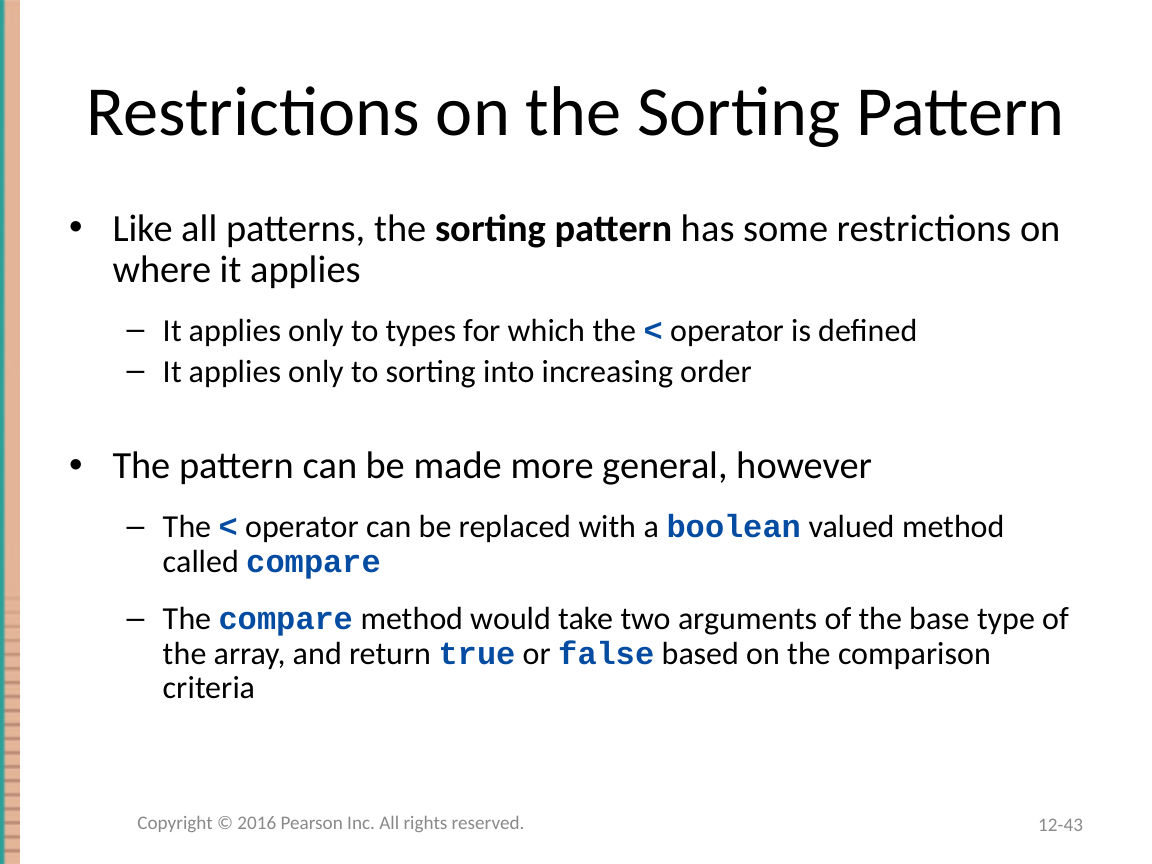 Restrictions on the Sorting Pattern
• Like all patterns, the sorting pattern has some restrictions on
where it applies
– It applies only to types for which the < operator is defined
– It applies only to sorting into increasing order
• The pattern can be made more general, however
– The < operator can be replaced with a boolean valued method
called compare
– The compare method would take two arguments of the base type of
the array, and return true or false based on the comparison
criteria
Copyright © 2016 Pearson Inc. All rights reserved.
12-43